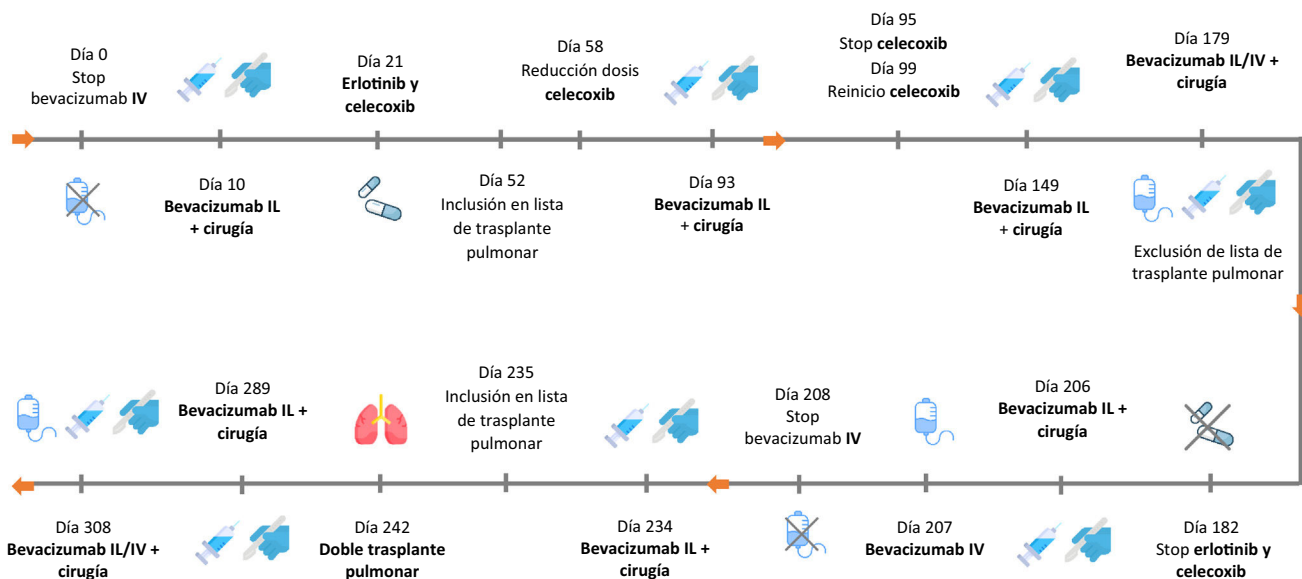 Día 0
Stop
bevacizumab IV
Día 10
Bevacizumab IL
+ cirugía
Día 21
Erlotinib y
celecoxib
Día 52
Inclusión en lista
de trasplante
pulmonar
Día 58
Reducción dosis
celecoxib
Día 93
Bevacizumab IL
+ cirugía
Día 95
Stop celecoxib
Día 99
Reinicio celecoxib
Día 149
Bevacizumab IL
+ cirugía
Día 179
Bevacizumab IL/IV +
cirugía
Exclusión de lista de
trasplante pulmonar
Día 182
Stop erlotinib y
celecoxib
Día 206
Bevacizumab IL +
cirugía
Día 207
Bevacizumab IV
Día 208
Stop
bevacizumab IV
Día 234
Bevacizumab IL +
cirugía
Día 235
Inclusión en lista
de trasplante
pulmonar
Día 242
Doble trasplante
pulmonar
Día 289
Bevacizumab IL +
cirugía
Día 308
Bevacizumab IL/IV +
cirugía